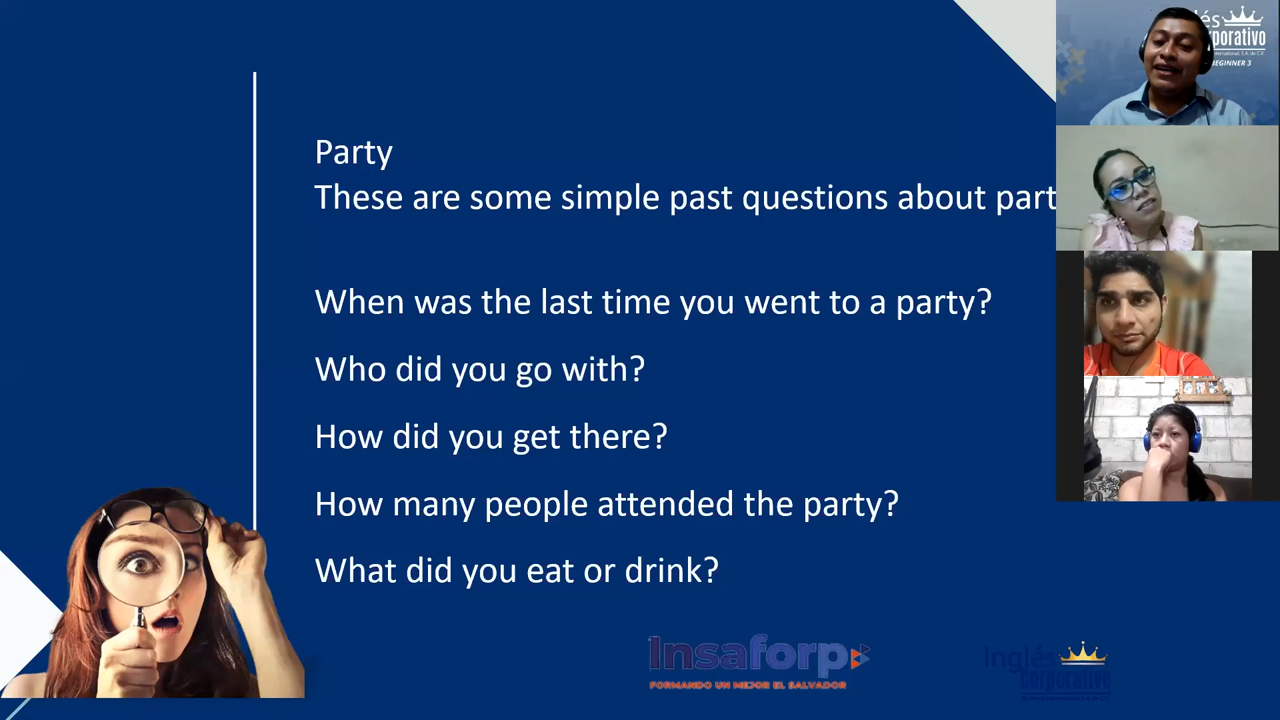 Party
These are some simple past questions about part
When was the last time you went to a party?
Who did you go with?
How did you get there?
How many people attended the party?
What did you eat or drink?
Insaforp
FORMANDO UN MEJOR EL SALVADOR
Inglés
Corporativo
és
porativo
BEGINNER 3